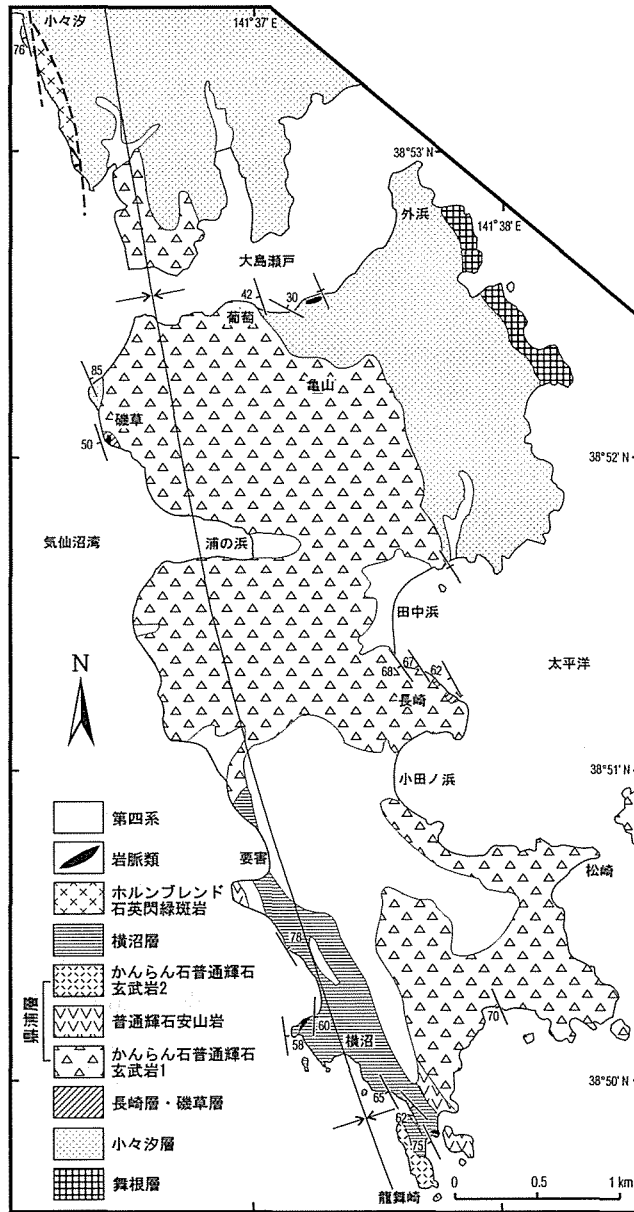 小々汐
141°37' E
76
38°53' N
外浜
141°38' E
大島瀬戸
42
30
葡萄
亀山
85
磯草
50
38°52' N
気仙沼湾
浦の浜
田中浜
太平洋
67
68
62
長崎
N
38°51' N
小田ノ浜
要害
松崎
78
70
60
58
横沼
38°50' N
65
62
75
龍舞崎
第四系
岩脈類
ホルンブレンド
石英閃緑斑岩
横沼層
かんらん石普通輝石
玄武岩2
普通輝石安山岩
かんらん石普通輝石
玄武岩1
鼎浦層
長崎層・磯草層
小々汐層
舞根層
0 0.5 1 km